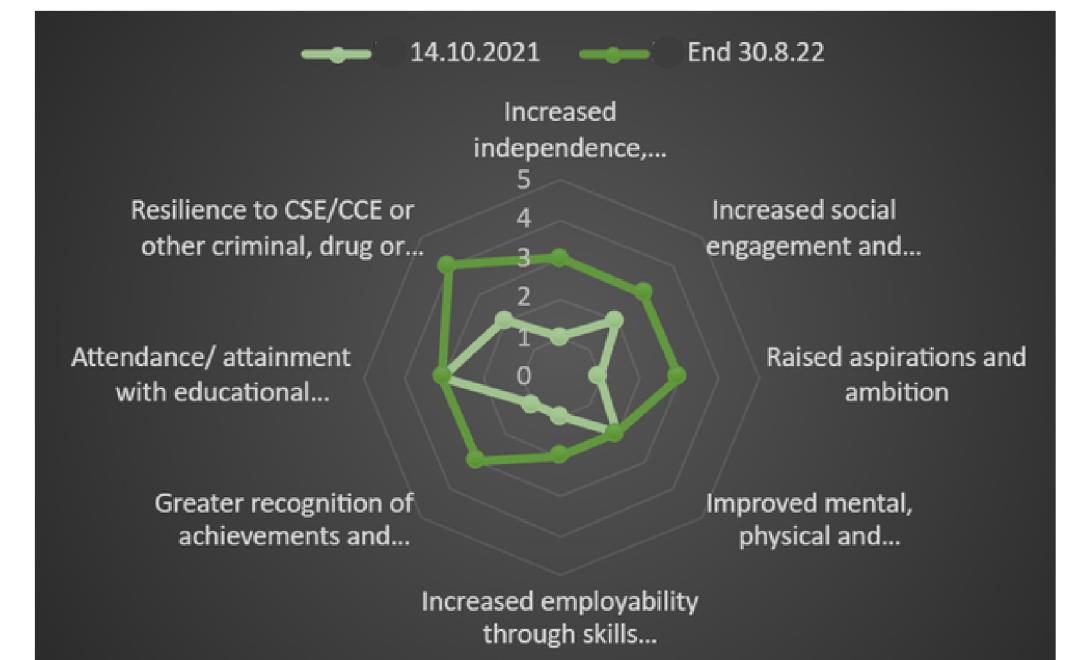 14.10.2021
End 30.8.22
Increased
independence,...
5
4
3
2
1
0
Increased social
engagement and...
Raised aspirations and
ambition
Improved mental,
physical and...
Increased employability
through skills...
Greater recognition of
achievements and...
Attendance/ attainment
with educational...
Resilience to CSE/CCE or
other criminal, drug or...